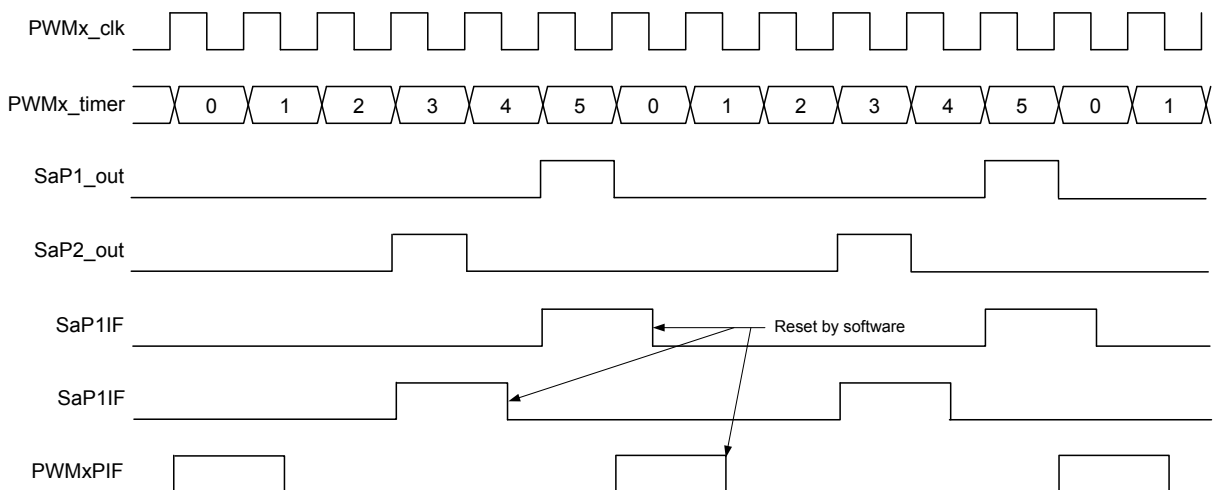 PWMx_clk
PWMx_timer 0 1 2 3 4 5 0 1 2 3 4 5 0 1
SaP1_out
SaP2_out
SaP1IF Reset by software
SaP1IF
PWMxPIF